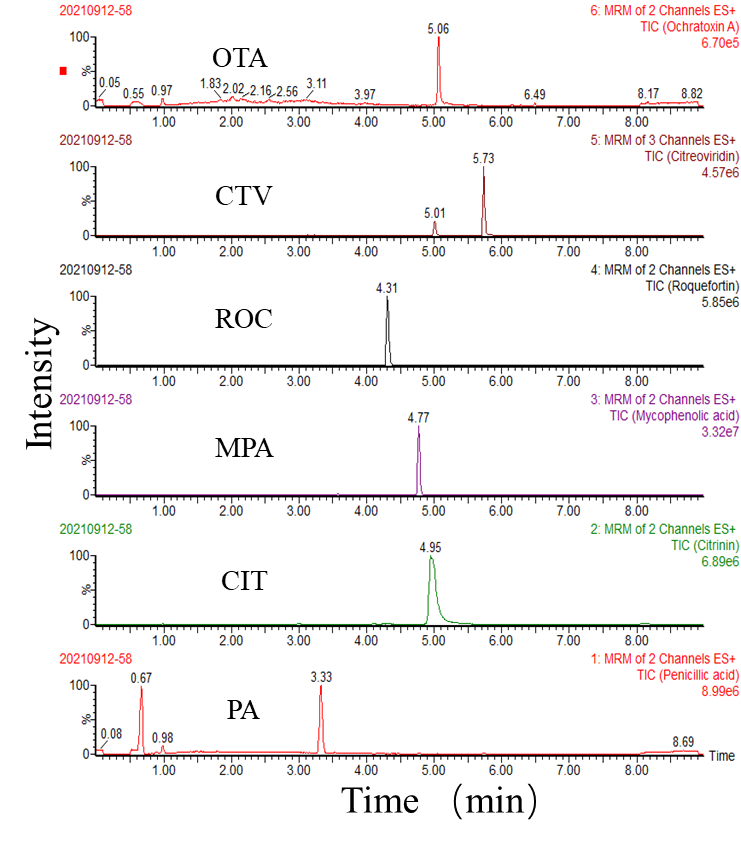 20210912-58
6: MRM of 2 Channels ES+
TIC (Ochratoxin A)
6.70e5
OTA
100
%
0
0.05 0.55 0.97 1.83 2.02 2.16 2.56 3.11 3.97 5.06 6.49 8.17 8.82
1.00 2.00 3.00 4.00 5.00 6.00 7.00 8.00
20210912-58
5: MRM of 3 Channels ES+
TIC (Citreoviridin)
4.57e6
CTV
100
%
0
5.01 5.73
1.00 2.00 3.00 4.00 5.00 6.00 7.00 8.00
20210912-58
4: MRM of 2 Channels ES+
TIC (Roquefortin)
5.85e6
ROC
100
%
0
4.31
1.00 2.00 3.00 4.00 5.00 6.00 7.00 8.00
20210912-58
3: MRM of 2 Channels ES+
TIC (Mycophenolic acid)
3.32e7
MPA
100
%
0
4.77
1.00 2.00 3.00 4.00 5.00 6.00 7.00 8.00
20210912-58
2: MRM of 2 Channels ES+
TIC (Citrinin)
6.89e6
CIT
100
%
0
4.95
1.00 2.00 3.00 4.00 5.00 6.00 7.00 8.00
20210912-58
1: MRM of 2 Channels ES+
TIC (Penicillic acid)
8.99e6
PA
100
%
0
0.08 0.67 0.98 3.33 8.69
Time
1.00 2.00 3.00 4.00 5.00 6.00 7.00 8.00
Intensity
Time （min）